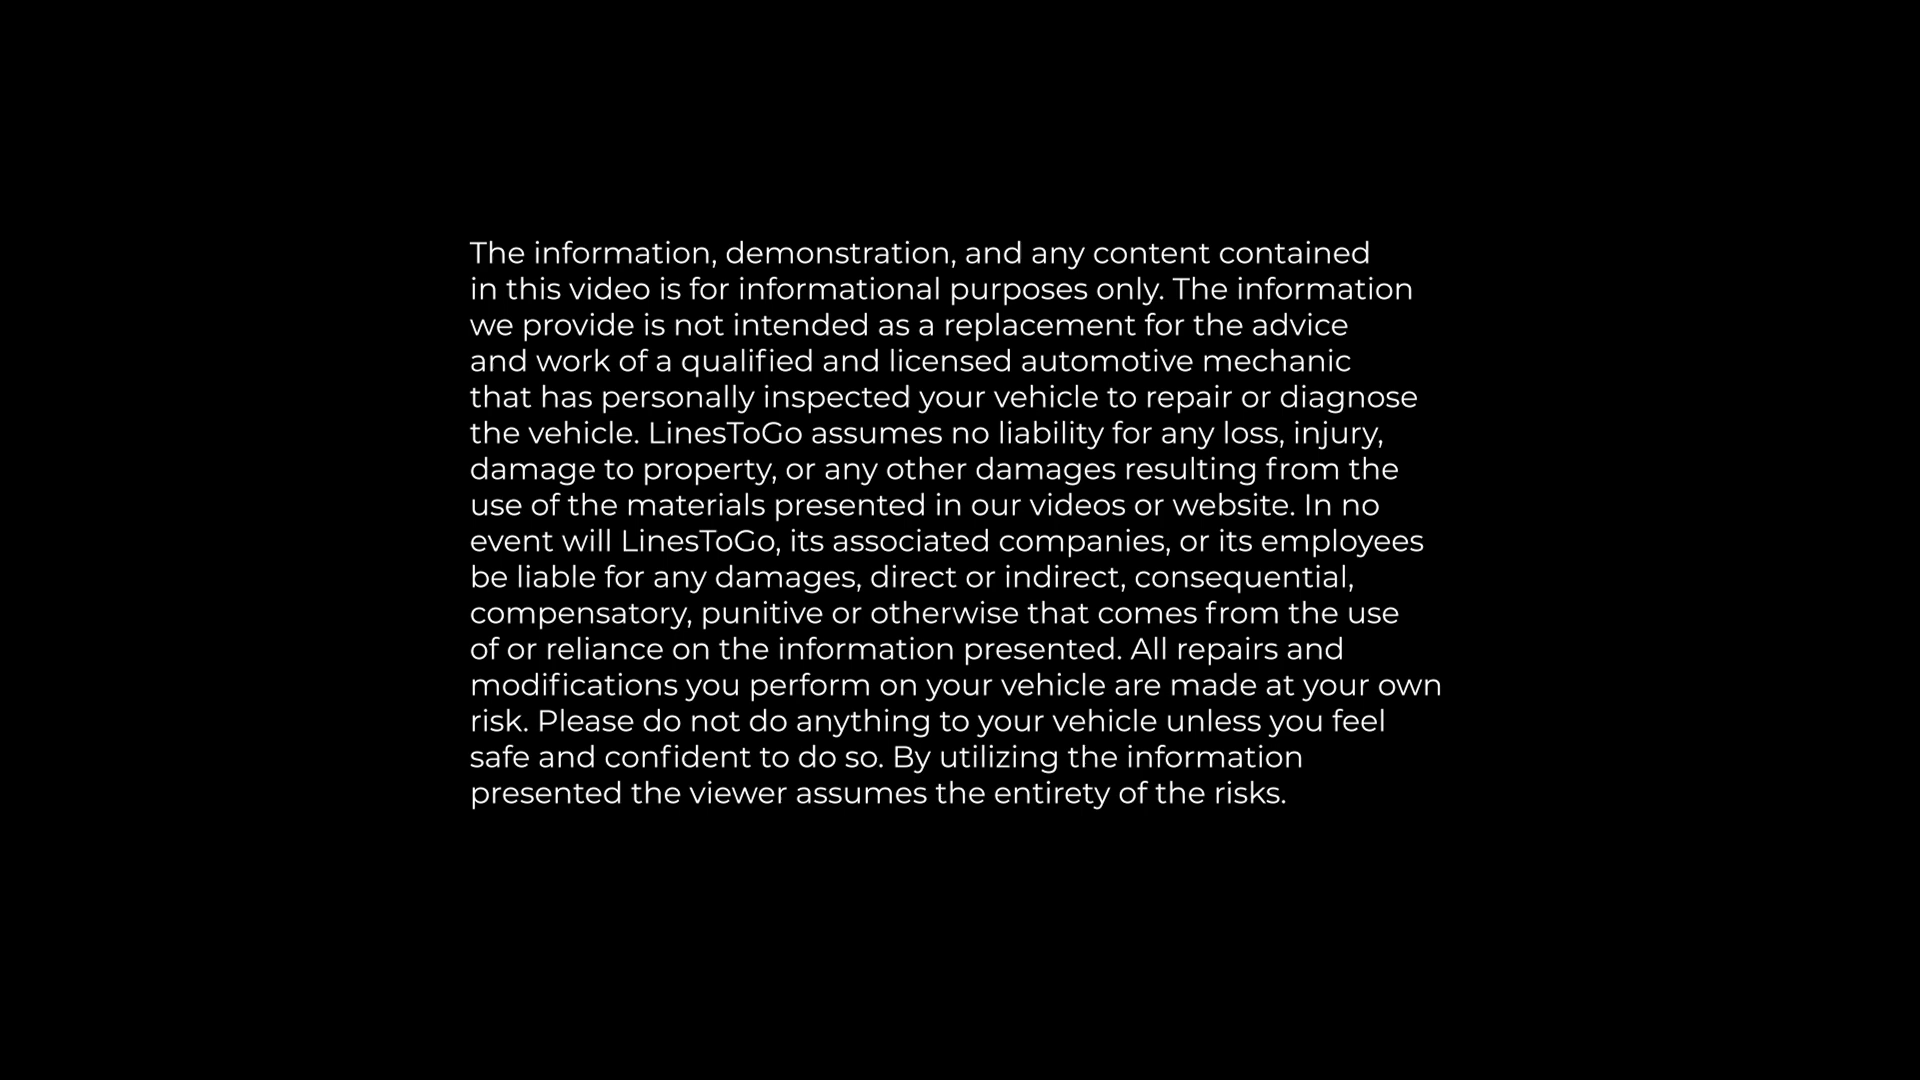 The information, demonstration, and any content contained
in this video is for informational purposes only. The information
we provide is not intended as a replacement for the advice
and work of a qualified and licensed automotive mechanic
that has personally inspected your vehicle to repair or diagnose
the vehicle. LinesToGo assumes no liability for any loss, injury,
damage to property, or any other damages resulting from the
use of the materials presented in our videos or website. In no
event will LinesToGo, its associated companies, or its employees
be liable for any damages, direct or indirect, consequential,
compensatory, punitive or otherwise that comes from the use
of or reliance on the information presented. All repairs and
modifications you perform on your vehicle are made at your own
risk. Please do not do anything to your vehicle unless you feel
safe and confident to do so. By utilizing the information
presented the viewer assumes the entirety of the risks.